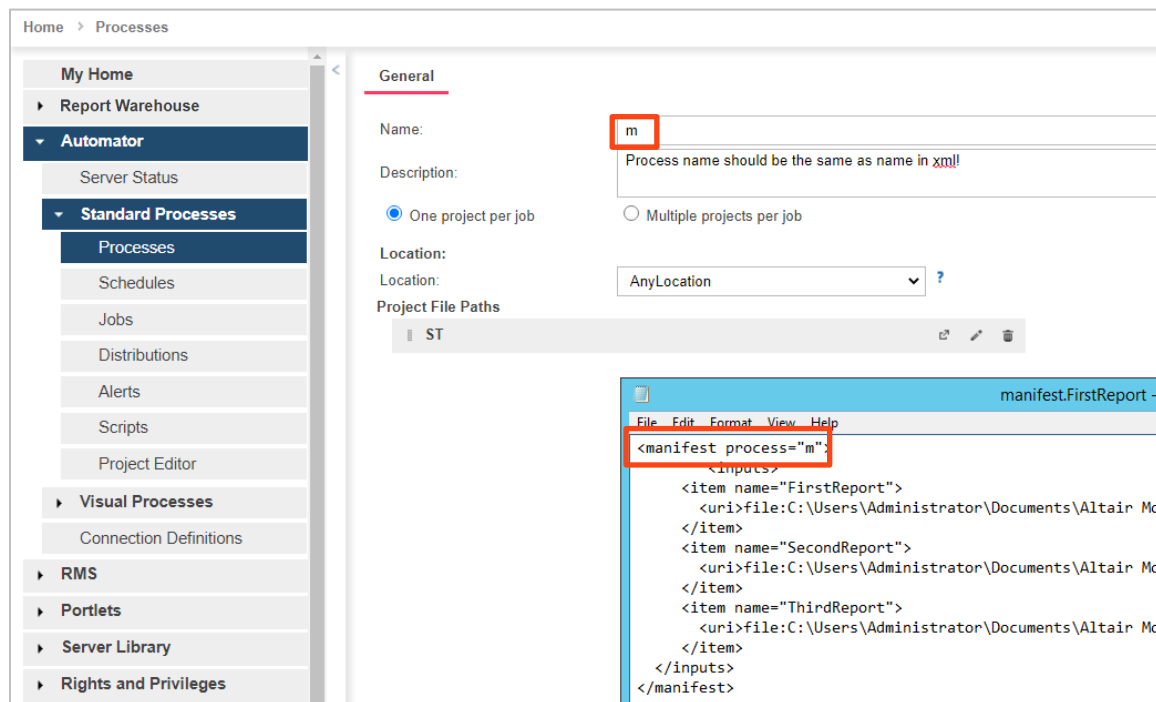 Home > Processes
My Home
Report Warehouse
Automator
Server Status
Standard Processes
Processes
Schedules
Jobs
Distributions
Alerts
Scripts
Project Editor
Visual Processes
Connection Definitions
RMS
Portlets
Server Library
Rights and Privileges
<
General
Name:
m
Description:
Process name should be the same as name in xml!
One project per job
Multiple projects per job
Location:
Location:
AnyLocation
?
Project File Paths
ST
manifest.FirstReport -
File Edit Format View Help
<manifest process="m">
<inputs>
<item name="FirstReport">
<uri>file:C:\Users\Administrator\Documents\Altair Mo
</item>
<item name="SecondReport">
<uri>file:C:\Users\Administrator\Documents\Altair Mo
</item>
<item name="ThirdReport">
<uri>file:C:\Users\Administrator\Documents\Altair Mo
</item>
</inputs>
</manifest>